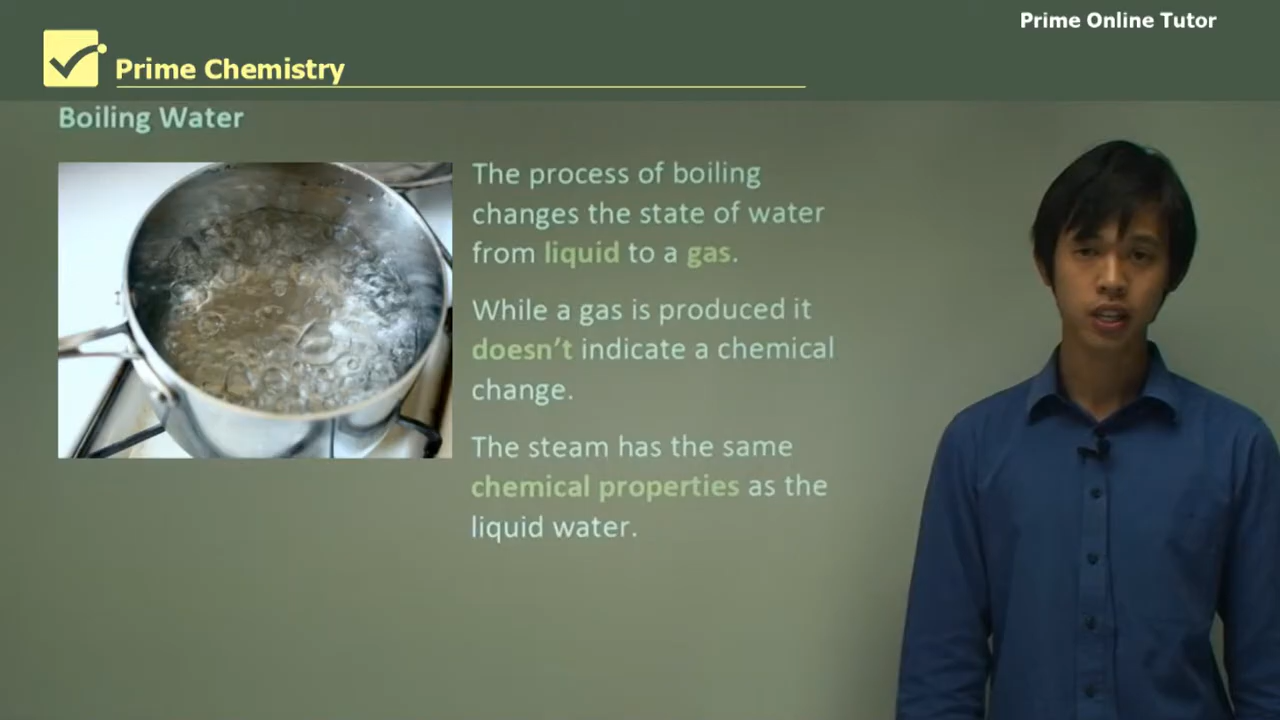 Prime Online Tutor
Prime Chemistry
Boiling Water
The process of boiling
changes the state of water
from liquid to a gas.
While a gas is produced it
doesn't indicate a chemical
change.
The steam has the same
chemical properties as the
liquid water.